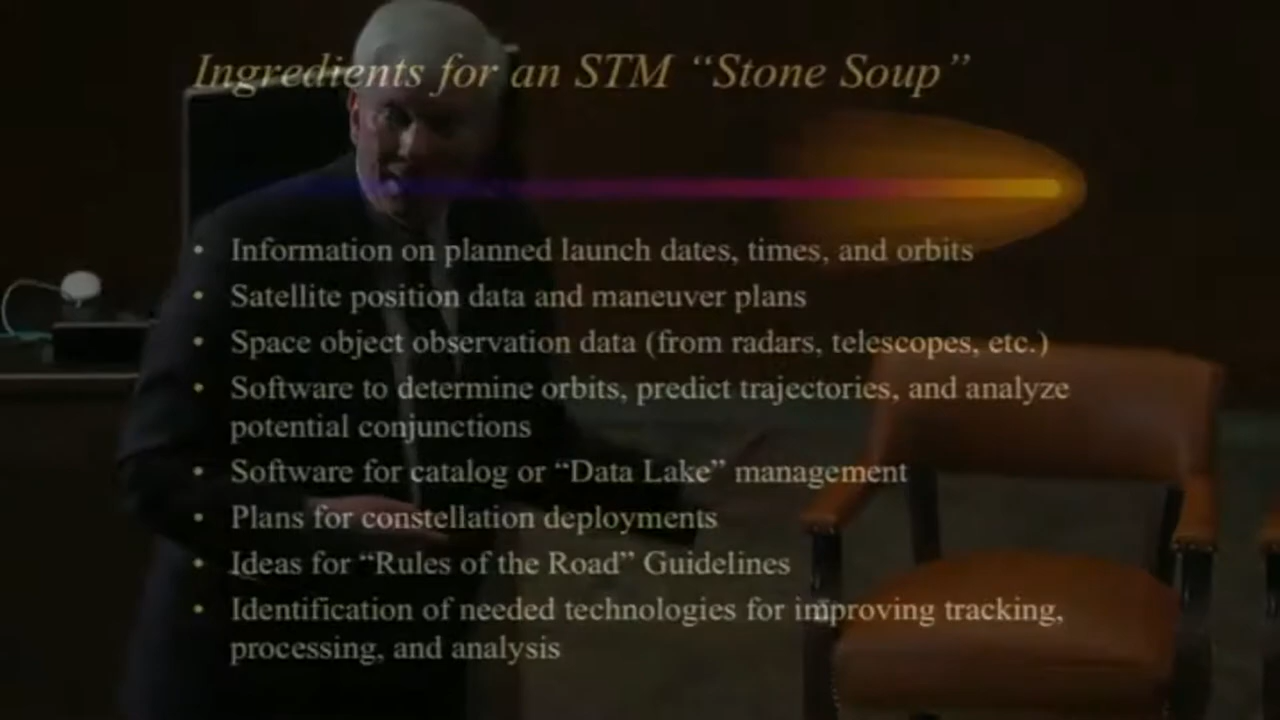 Ingredients for an STM “Stone Soup”
• Information on planned launch dates, times, and orbits
• Satellite position data and maneuver plans
• Space object observation data (from radars, telescopes, etc.)
• Software to determine orbits, predict trajectories, and analyze
potential conjunctions
• Software for catalog or “Data Lake” management
• Plans for constellation deployments
• Ideas for “Rules of the Road” Guidelines
• Identification of needed technologies for improving tracking,
processing, and analysis